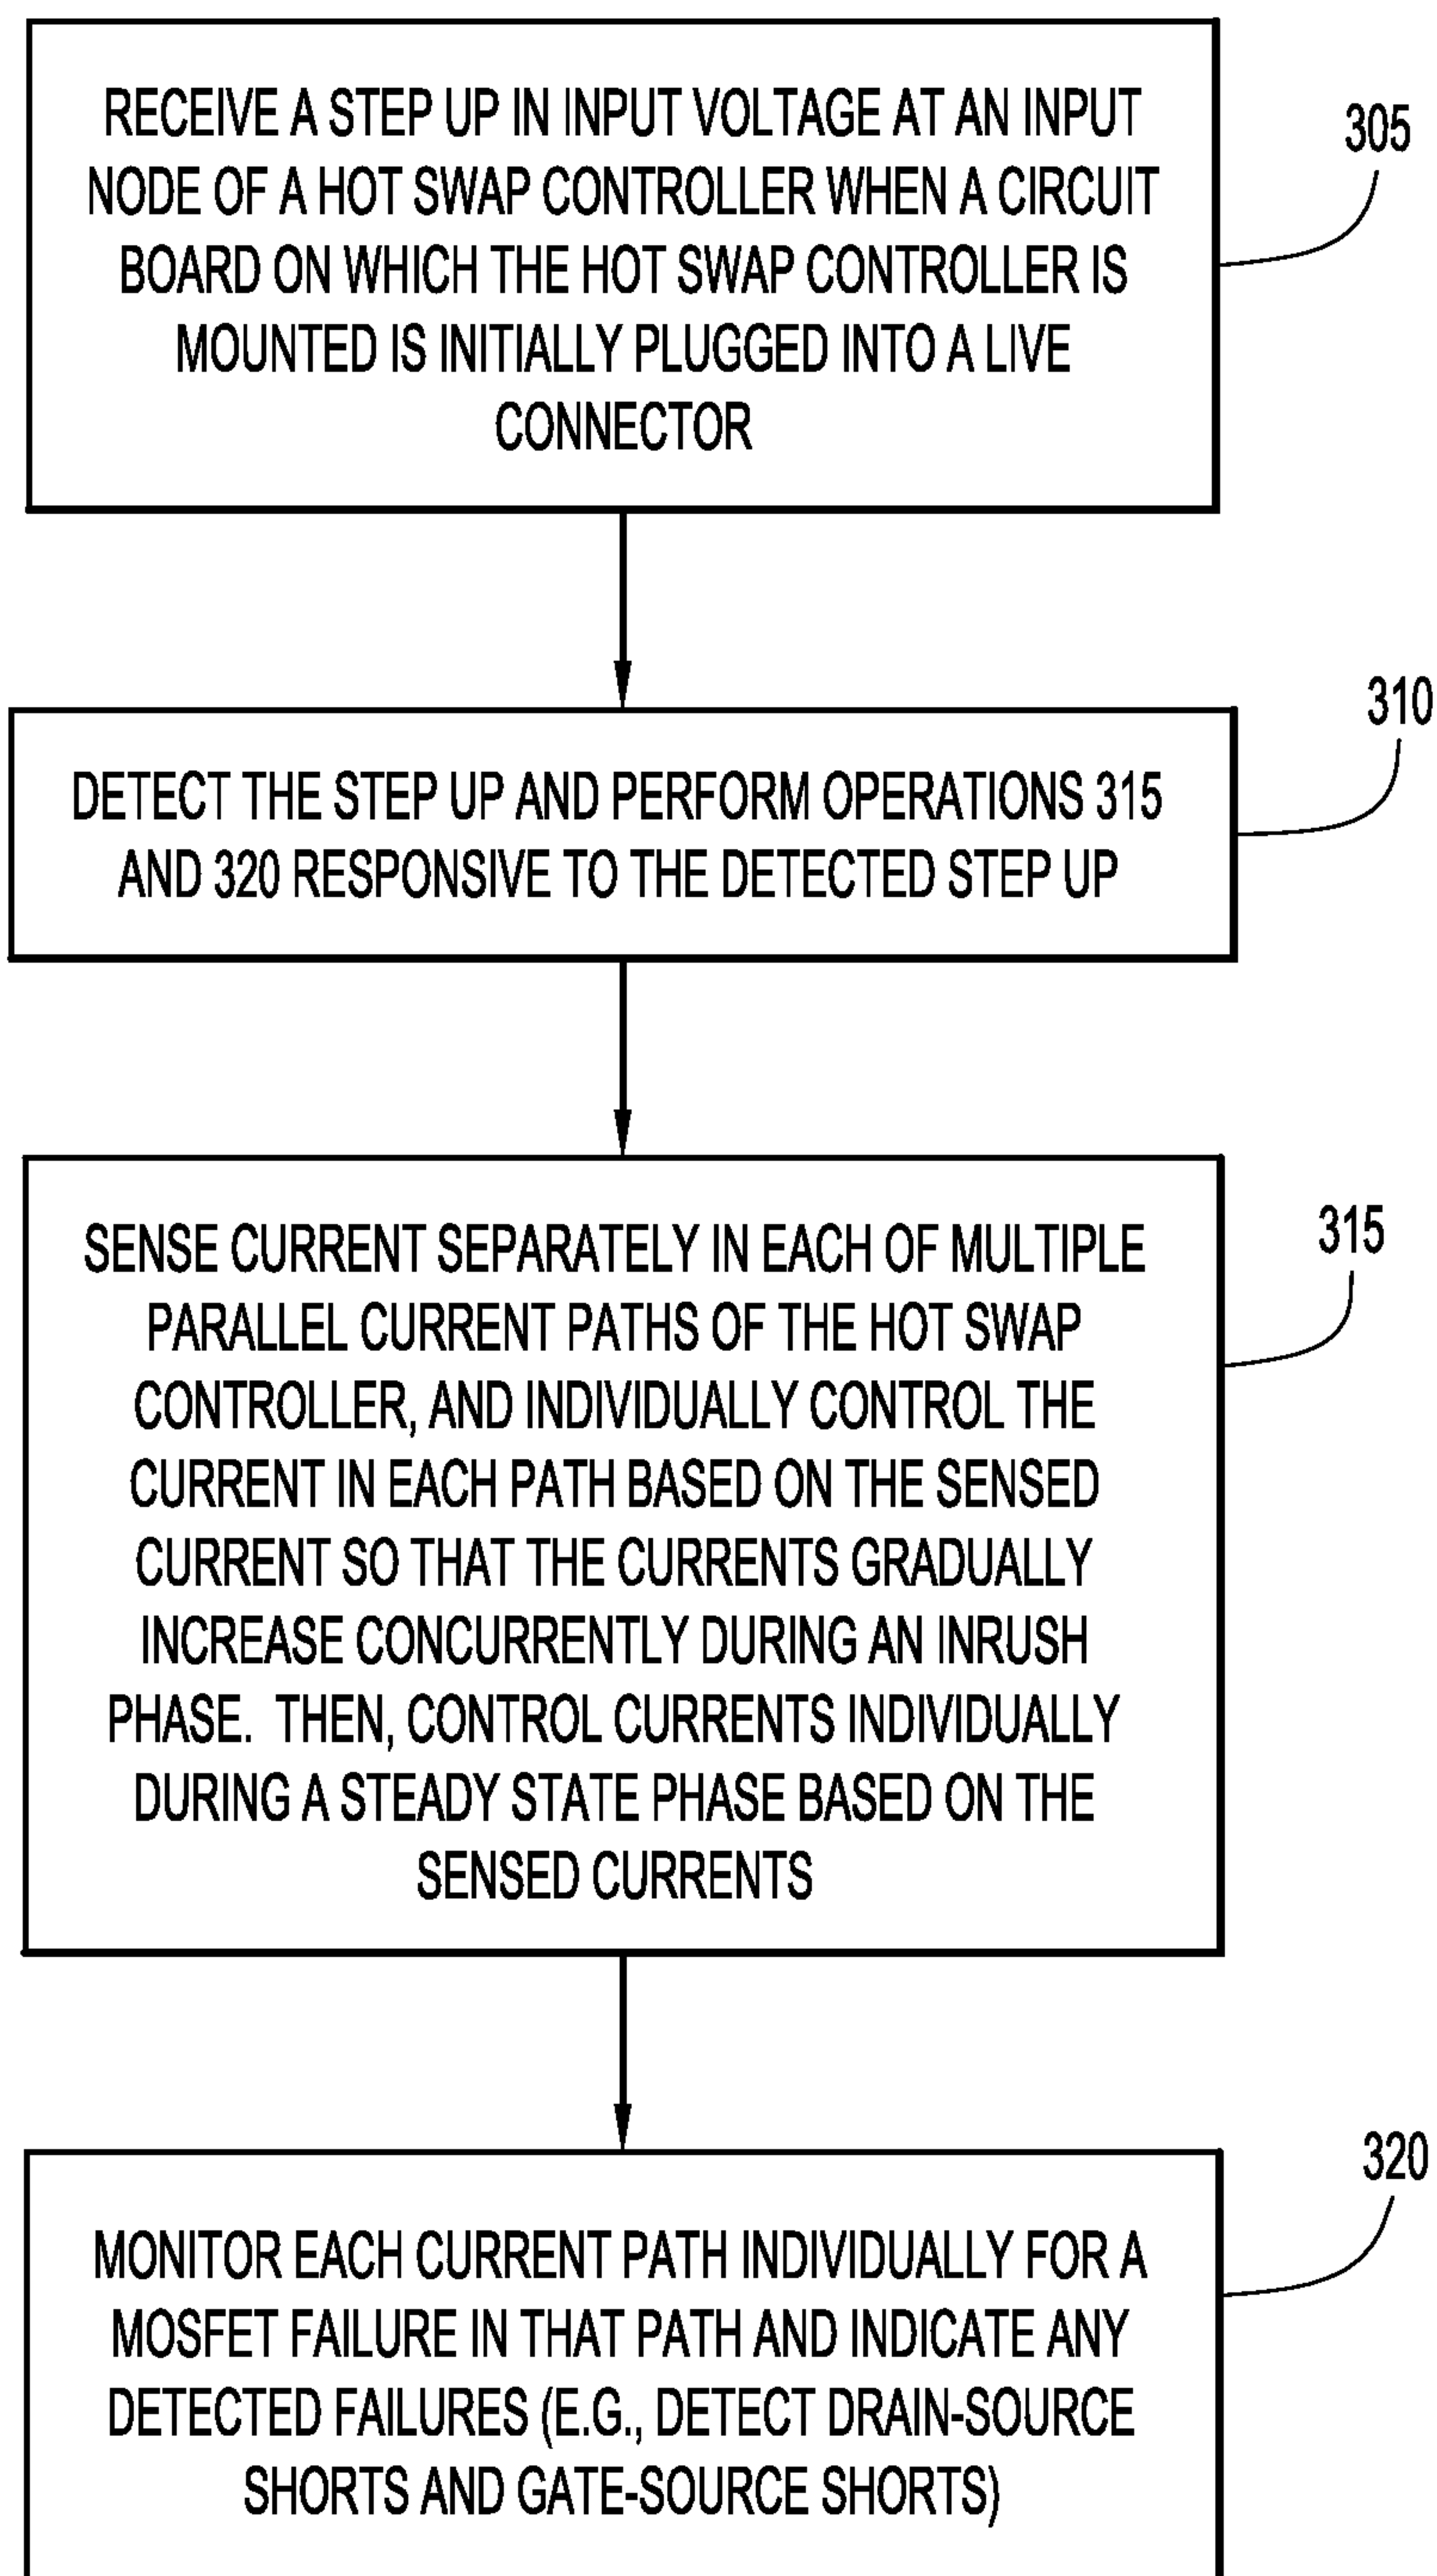 RECEIVE A STEP UP IN INPUT VOLTAGE AT AN INPUT
NODE OF A HOT SWAP CONTROLLER WHEN A CIRCUIT
BOARD ON WHICH THE HOT SWAP CONTROLLER IS
MOUNTED IS INITIALLY PLUGGED INTO A LIVE
CONNECTOR
305
DETECT THE STEP UP AND PERFORM OPERATIONS 315
AND 320 RESPONSIVE TO THE DETECTED STEP UP
310
SENSE CURRENT SEPARATELY IN EACH OF MULTIPLE
PARALLEL CURRENT PATHS OF THE HOT SWAP
CONTROLLER, AND INDIVIDUALLY CONTROL THE
CURRENT IN EACH PATH BASED ON THE SENSED
CURRENT SO THAT THE CURRENTS GRADUALLY
INCREASE CONCURRENTLY DURING AN INRUSH
PHASE.  THEN, CONTROL CURRENTS INDIVIDUALLY
DURING A STEADY STATE PHASE BASED ON THE
SENSED CURRENTS
315
MONITOR EACH CURRENT PATH INDIVIDUALLY FOR A
MOSFET FAILURE IN THAT PATH AND INDICATE ANY
DETECTED FAILURES (E.G., DETECT DRAIN-SOURCE
SHORTS AND GATE-SOURCE SHORTS)
320